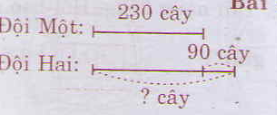 Bài
230 cây
Đội Một:
90 cây
Đội Hai:
? cây